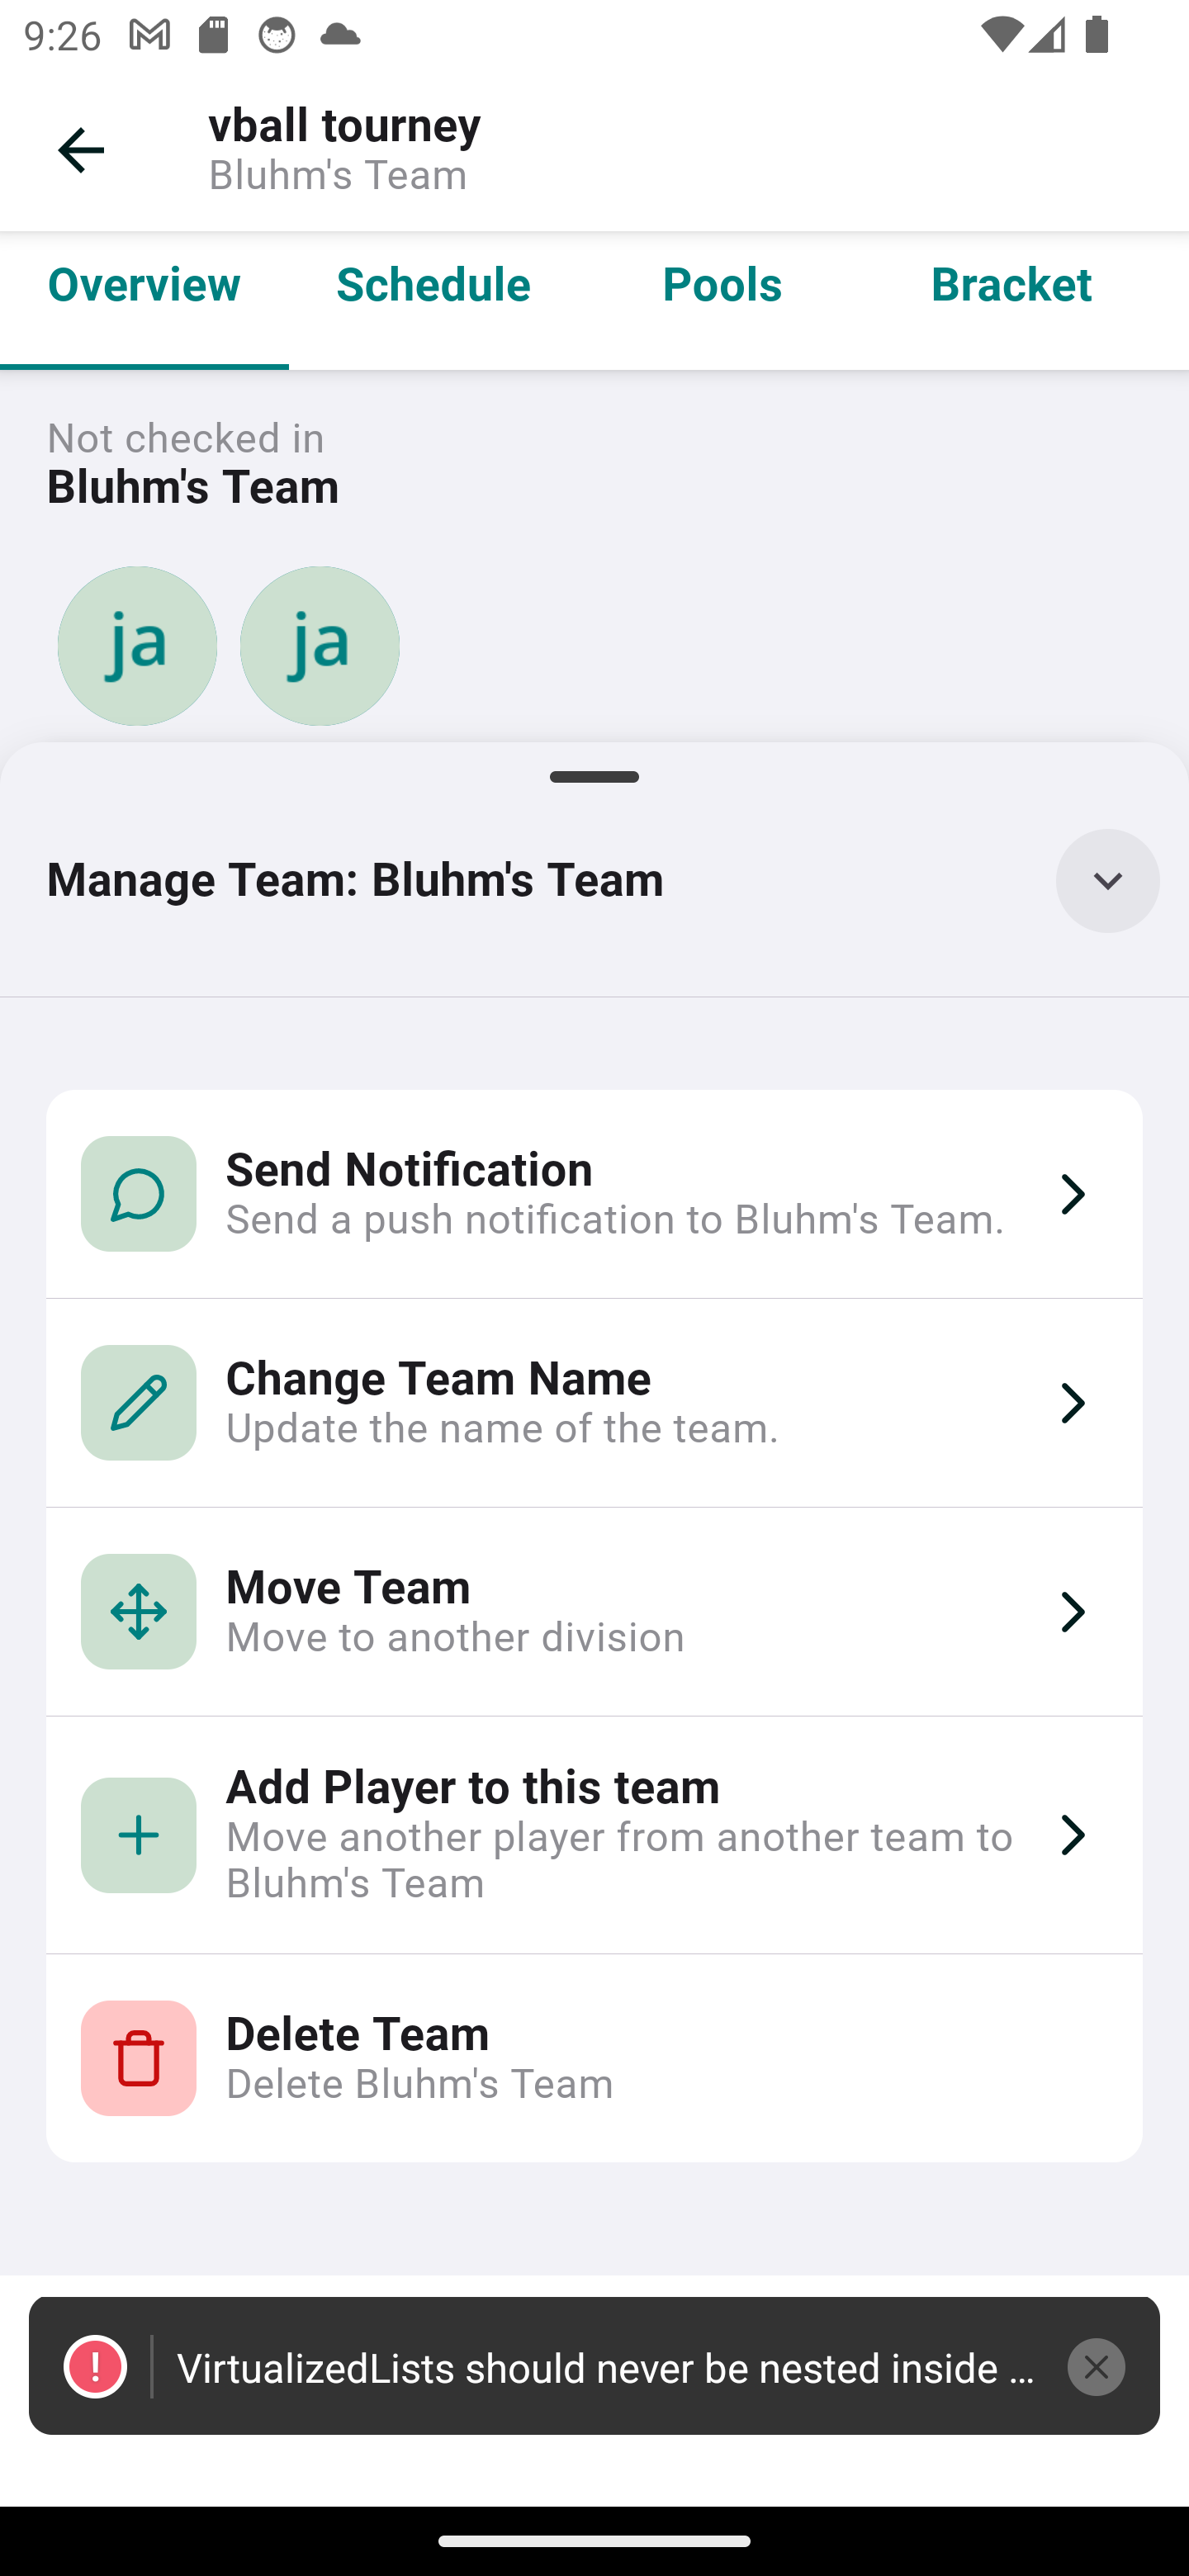 9:26
vball tourney
Bluhm's Team
Overview Schedule Pools Bracket
Not checked in
Bluhm's Team
ja ja
Manage Team: Bluhm's Team
Send Notification
Send a push notification to Bluhm's Team.
Change Team Name
Update the name of the team.
Move Team
Move to another division
Add Player to this team
Move another player from another team to
Bluhm's Team
Delete Team
Delete Bluhm's Team
! VirtualizedLists should never be nested inside ...